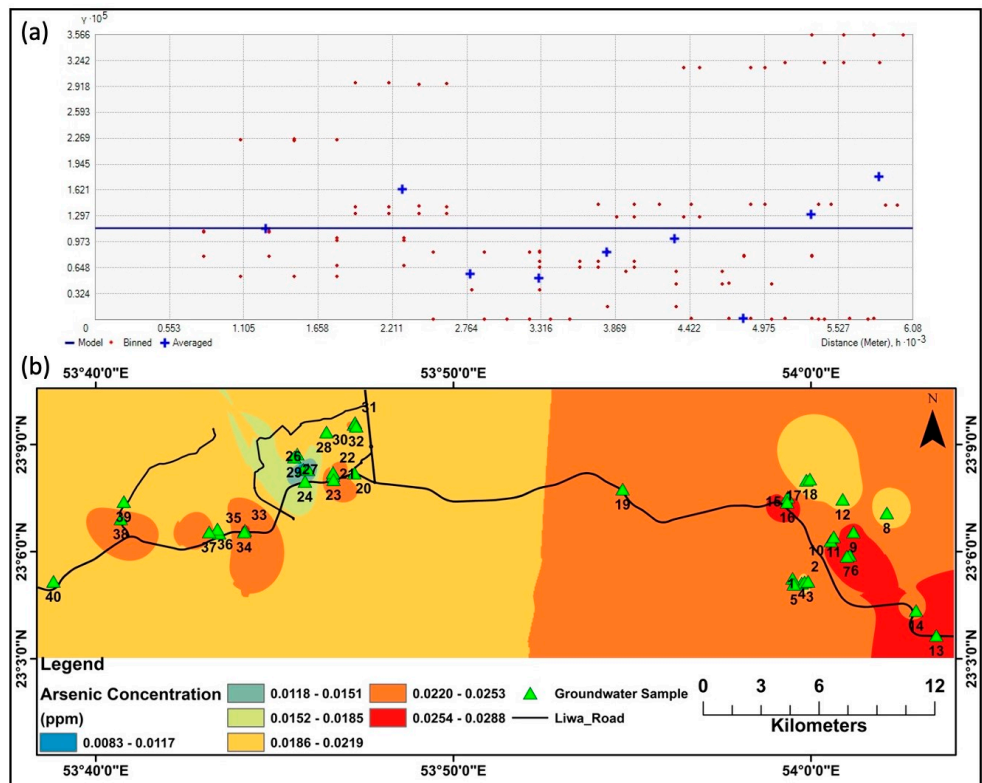 (a)
γ ·10⁵
3.566
3.242
2.918
2.593
2.269
1.945
1.621
1.297
0.973
0.648
0.324
0 0.553 1.105 1.658 2.211 2.764 3.316 3.869 4.422 4.975 5.527 6.08
Model Binned Averaged Distance (Meter), h ·10⁻³
(b)
53°40'0"E 53°50'0"E 54°0'0"E
N
23°9'0"N 23°9'0"N
23°6'0"N 23°6'0"N
23°3'0"N 23°3'0"N
31
30
32
28
22
26
27
29
21
20
24
23
19
15
17
18
16
12
8
39
38
35
33
37
36
34
10
11
9
2
76
40
1
4
3
5
14
13
Legend
Arsenic Concentration
(ppm)
0.0083 - 0.0117
0.0118 - 0.0151
0.0152 - 0.0185
0.0186 - 0.0219
0.0220 - 0.0253
0.0254 - 0.0288
Groundwater Sample
Liwa_Road
0 3 6 12
Kilometers
53°40'0"E 53°50'0"E 54°0'0"E